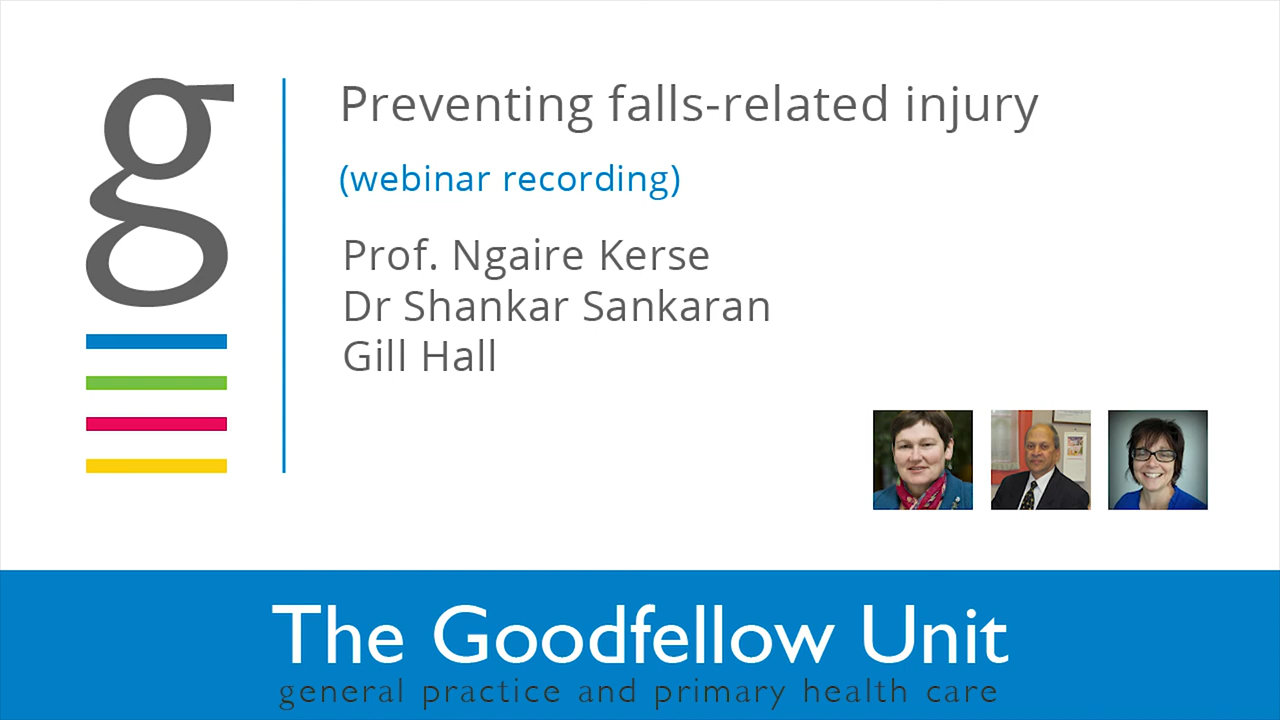 g
Preventing falls-related injury
(webinar recording)
Prof. Ngaire Kerse
Dr Shankar Sankaran
Gill Hall
The Goodfellow Unit
general practice and primary health care